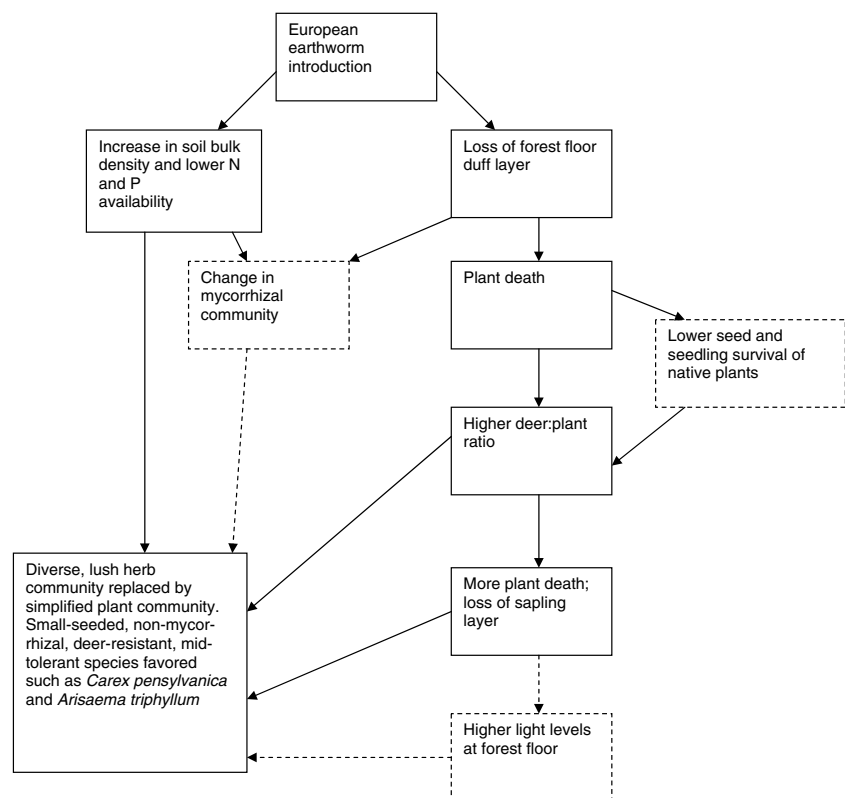 European
earthworm
introduction
Increase in soil bulk
density and lower N
and P
availability
Loss of forest floor
duff layer
Change in
mycorrhizal
community
Plant death
Lower seed and
seedling survival of
native plants
Higher deer:plant
ratio
Diverse, lush herb
community replaced by
simplified plant community.
Small-seeded, non-mycor-
rhizal, deer-resistant, mid-
tolerant species favored
such as Carex pensylvanica
and Arisaema triphyllum
More plant death;
loss of sapling
layer
Higher light levels
at forest floor